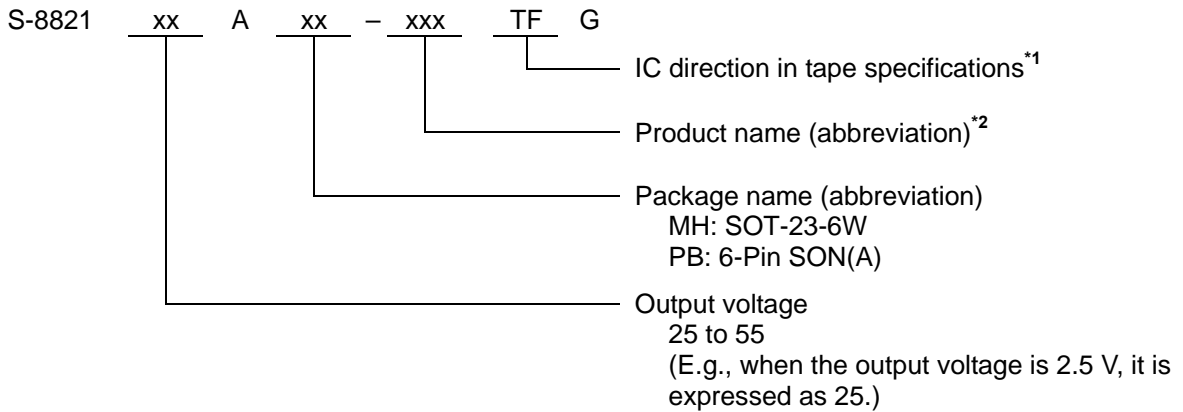 S-8821 xx A xx – xxx TF G
IC direction in tape specifications*1
Product name (abbreviation)*2
Package name (abbreviation)
MH: SOT-23-6W
PB: 6-Pin SON(A)
Output voltage
25 to 55
(E.g., when the output voltage is 2.5 V, it is
expressed as 25.)